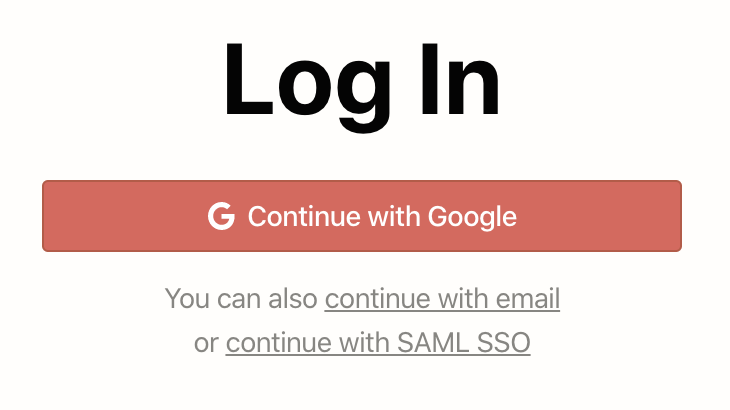 Log In
Continue with Google
You can also continue with email
or continue with SAML SSO